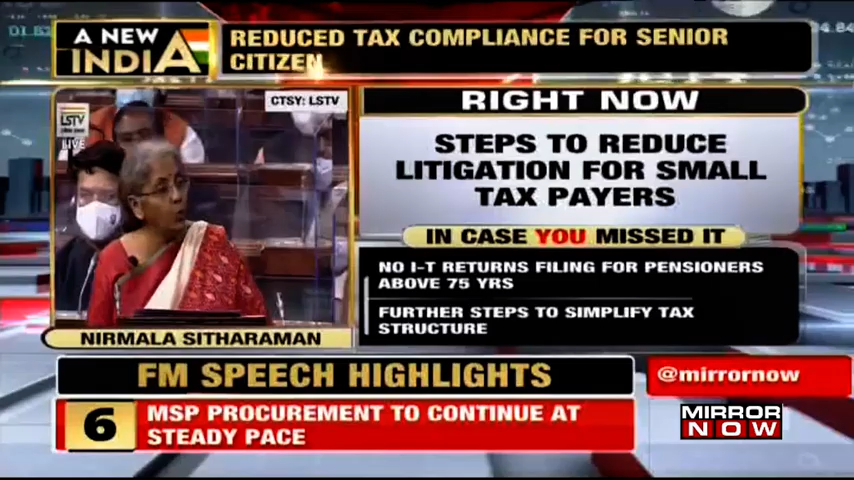 A NEW
INDIA
REDUCED TAX COMPLIANCE FOR SENIOR
CITIZEN
CTSY: LSTV
LSTV
LIVE
RIGHT NOW
STEPS TO REDUCE
LITIGATION FOR SMALL
TAX PAYERS
IN CASE YOU MISSED IT
NO I-T RETURNS FILING FOR PENSIONERS
ABOVE 75 YRS
FURTHER STEPS TO SIMPLIFY TAX
STRUCTURE
NIRMALA SITHARAMAN
FM SPEECH HIGHLIGHTS
@mirrornow
6
MSP PROCUREMENT TO CONTINUE AT
STEADY PACE
MIRROR
NOW